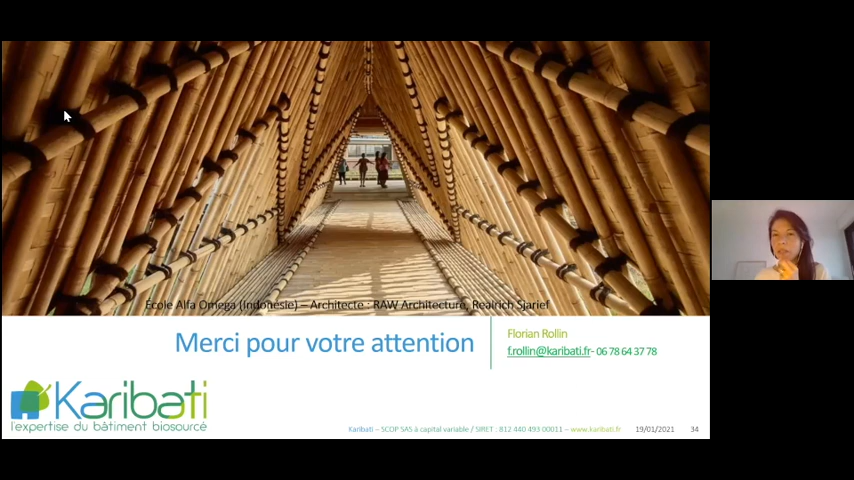 École Alfa Omega (Indonésie) – Architecte : RAW Architecture, Realrich Sjarief
Merci pour votre attention
Florian Rollin
f.rollin@karibati.fr- 06 78 64 37 78
Karibati
l'expertise du bâtiment biosourcé
Karibati – SCOP SAS à capital variable / SIRET : 812 440 493 00011 – www.karibati.fr 19/01/2021 34